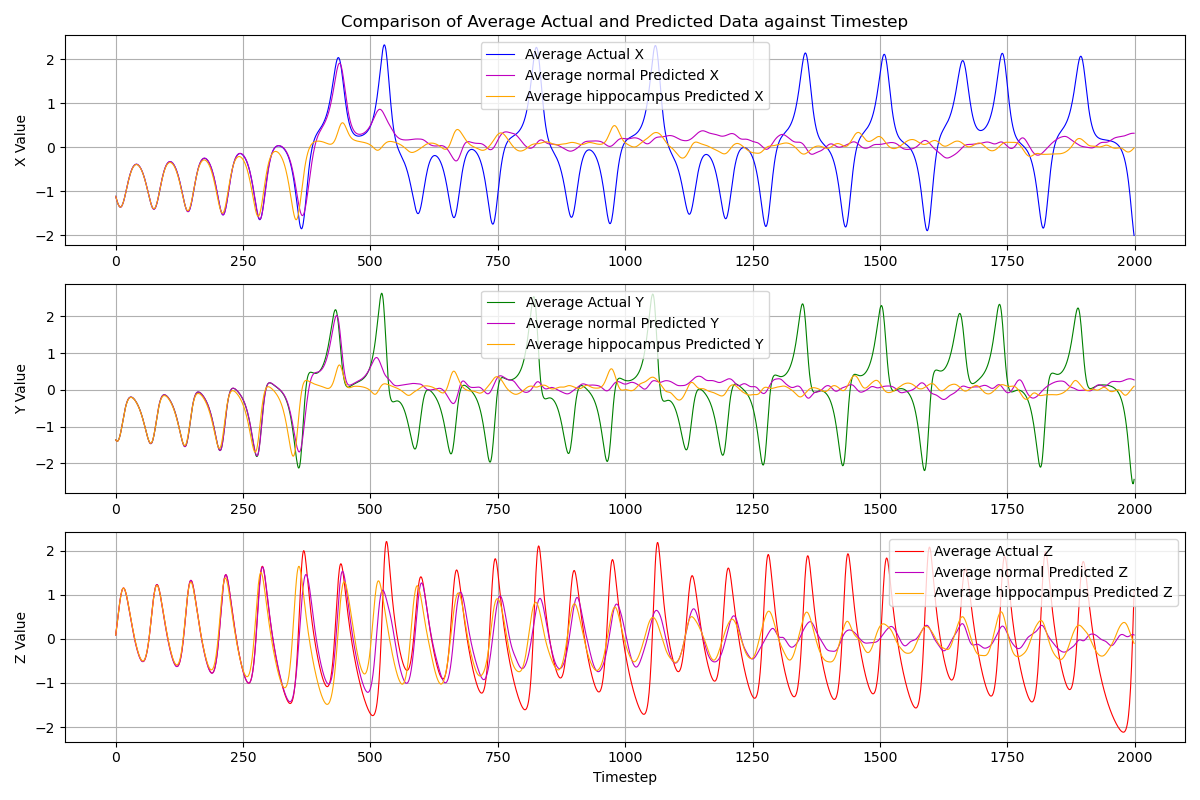 Comparison of Average Actual and Predicted Data against Timestep
X Value
2
1
0
−1
−2
Average Actual X
Average normal Predicted X
Average hippocampus Predicted X
0 250 500 750 1000 1250 1500 1750 2000
Y Value
2
1
0
−1
−2
Average Actual Y
Average normal Predicted Y
Average hippocampus Predicted Y
0 250 500 750 1000 1250 1500 1750 2000
Z Value
2
1
0
−1
−2
Average Actual Z
Average normal Predicted Z
Average hippocampus Predicted Z
0 250 500 750 1000 1250 1500 1750 2000
Timestep